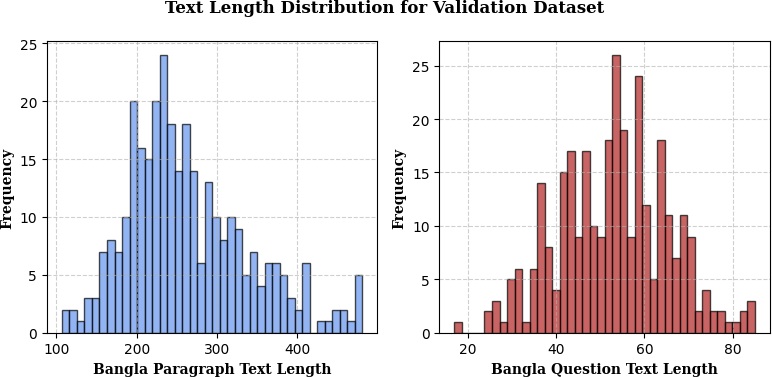 Text Length Distribution for Validation Dataset
25
20
15
10
5
0
Frequency
100 200 300 400
Bangla Paragraph Text Length
25
20
15
10
5
0
Frequency
20 40 60 80
Bangla Question Text Length